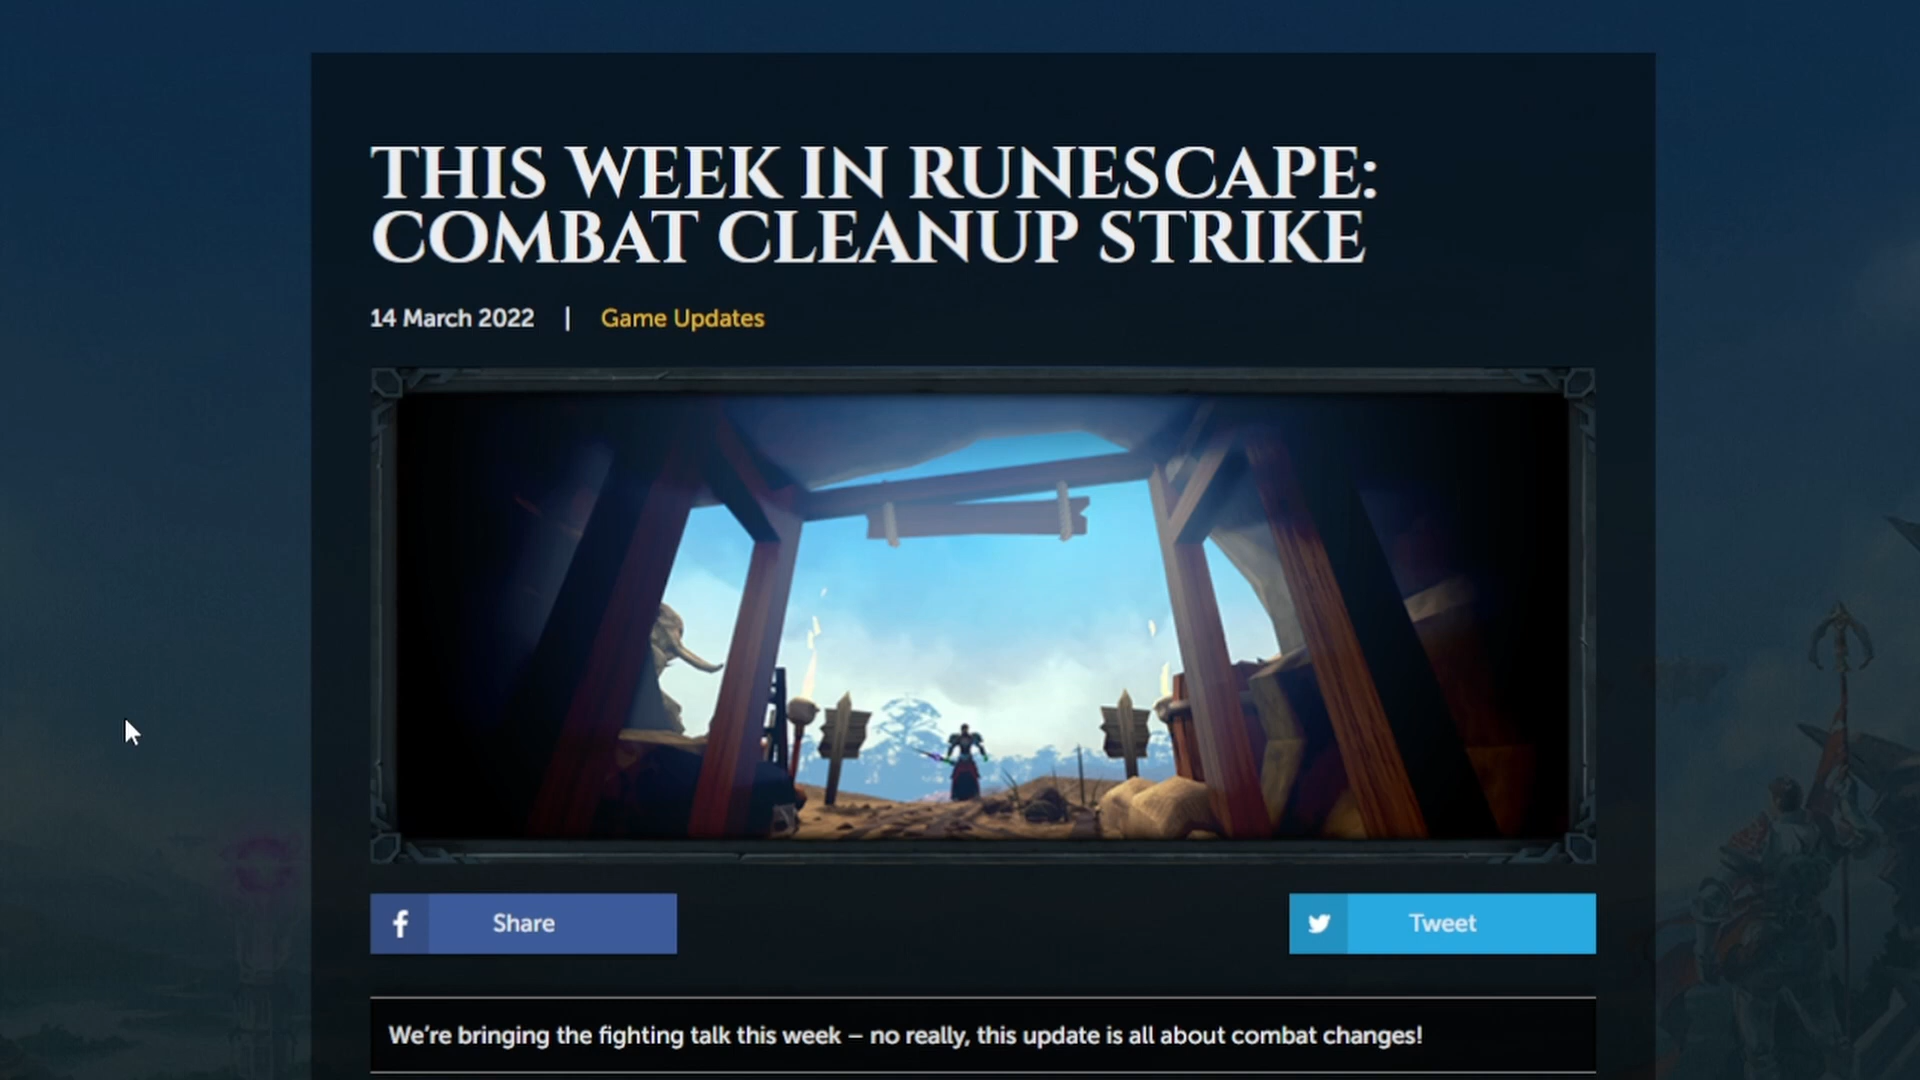 THIS WEEK IN RUNESCAPE:
COMBAT CLEANUP STRIKE
14 March 2022 | Game Updates
Share
Tweet
We’re bringing the fighting talk this week – no really, this update is all about combat changes!